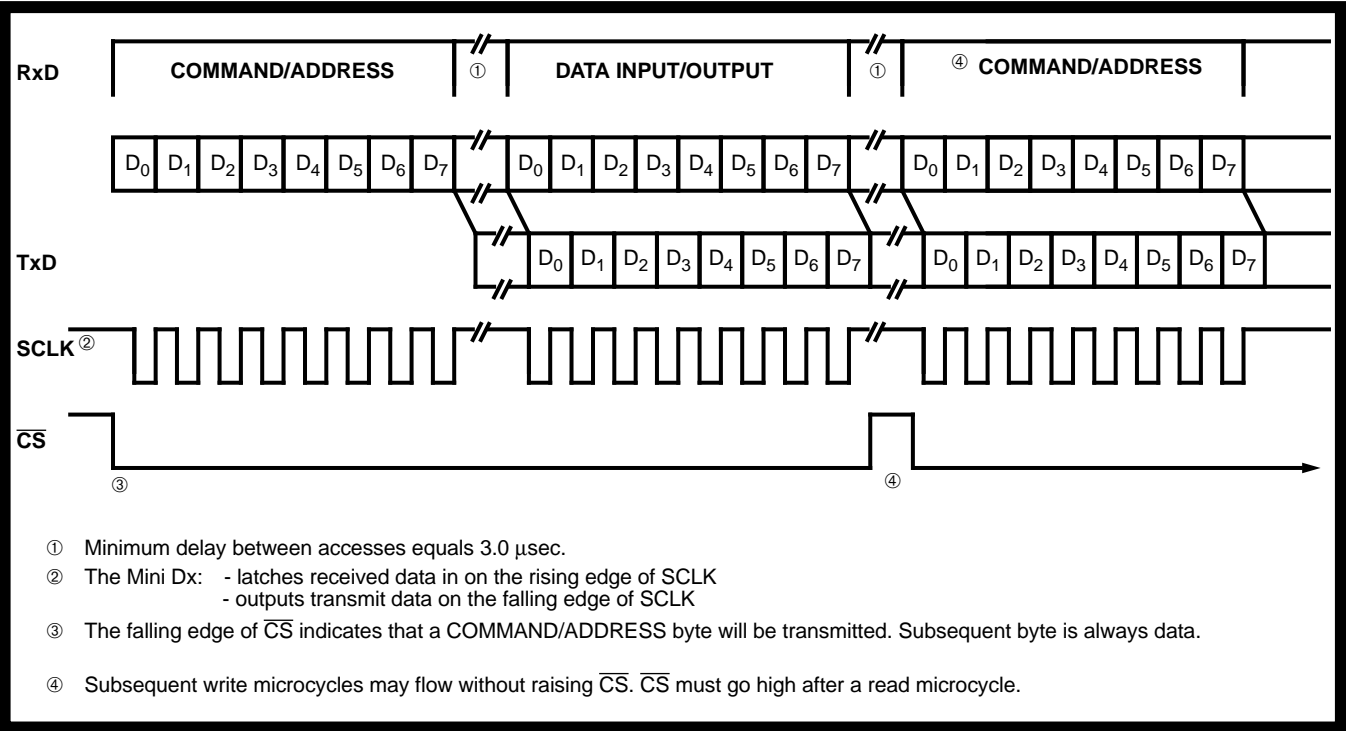 RxD COMMAND/ADDRESS ① DATA INPUT/OUTPUT ① ④ COMMAND/ADDRESS
D₀ D₁ D₂ D₃ D₄ D₅ D₆ D₇ D₀ D₁ D₂ D₃ D₄ D₅ D₆ D₇ D₀ D₁ D₂ D₃ D₄ D₅ D₆ D₇
TxD D₀ D₁ D₂ D₃ D₄ D₅ D₆ D₇ D₀ D₁ D₂ D₃ D₄ D₅ D₆ D₇
SCLK ②
C̅S̅
③ ④
① Minimum delay between accesses equals 3.0 µsec.
② The Mini Dx: - latches received data in on the rising edge of SCLK
- outputs transmit data on the falling edge of SCLK
③ The falling edge of C̅S̅ indicates that a COMMAND/ADDRESS byte will be transmitted. Subsequent byte is always data.
④ Subsequent write microcycles may flow without raising C̅S̅. C̅S̅ must go high after a read microcycle.